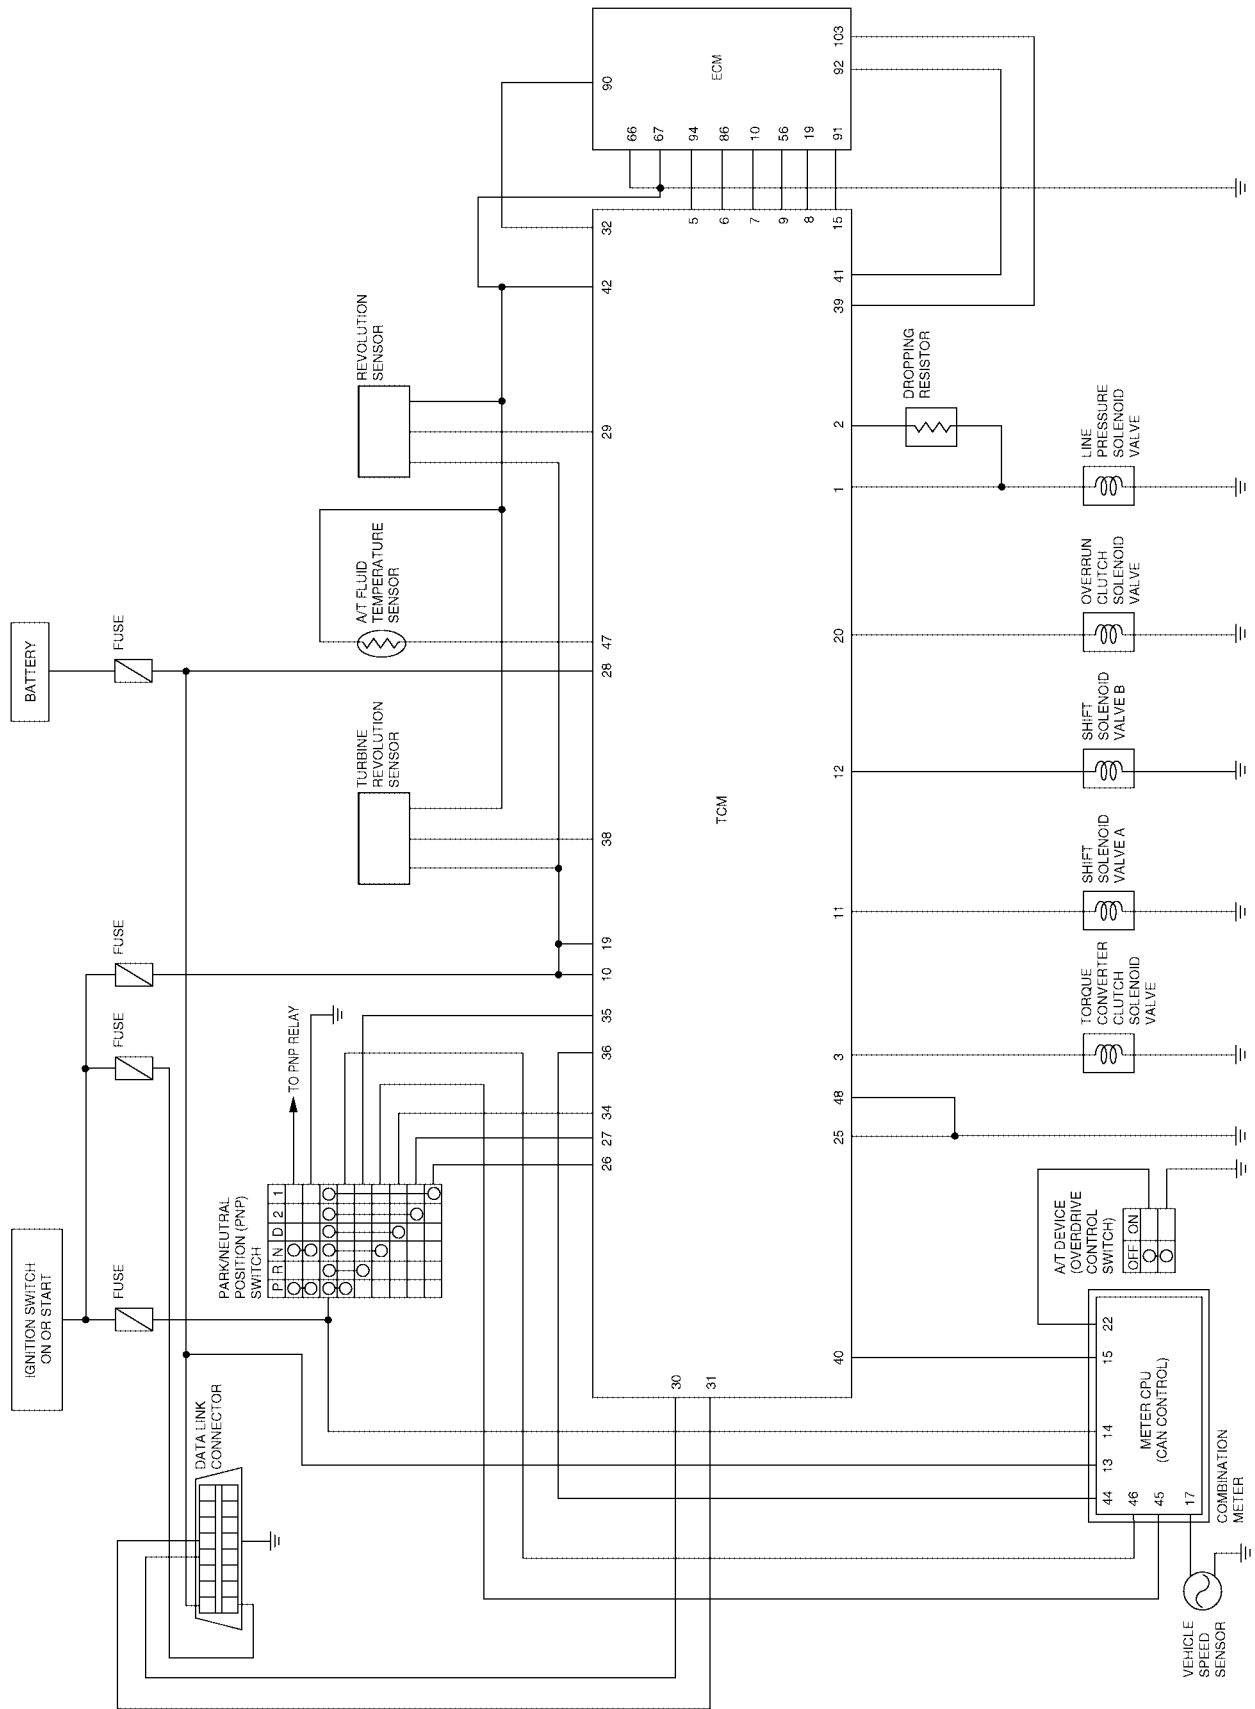 IGNITION SWITCH
ON OR START
BATTERY
FUSE
FUSE
FUSE
FUSE
DATA LINK
CONNECTOR
PARK/NEUTRAL
POSITION (PNP)
SWITCH
P R N D 2 1
TO PNP RELAY
TURBINE
REVOLUTION
SENSOR
A/T FLUID
TEMPERATURE
SENSOR
REVOLUTION
SENSOR
30
31
26
27
34
36
35
10
19
38
28
47
29
42
32
TCM
40
25
48
3
11
12
20
1
2
39
41
5
6
7
9
8
15
90
ECM
66
67
94
86
10
56
19
91
103
92
DROPPING
RESISTOR
TORQUE
CONVERTER
CLUTCH
SOLENOID
VALVE
SHIFT
SOLENOID
VALVE A
SHIFT
SOLENOID
VALVE B
OVERRUN
CLUTCH
SOLENOID
VALVE
LINE
PRESSURE
SOLENOID
VALVE
A/T DEVICE
(OVERDRIVE
CONTROL
SWITCH)
OFF ON
44
13
14
15
22
46
45
17
METER CPU
(CAN CONTROL)
COMBINATION
METER
VEHICLE
SPEED
SENSOR